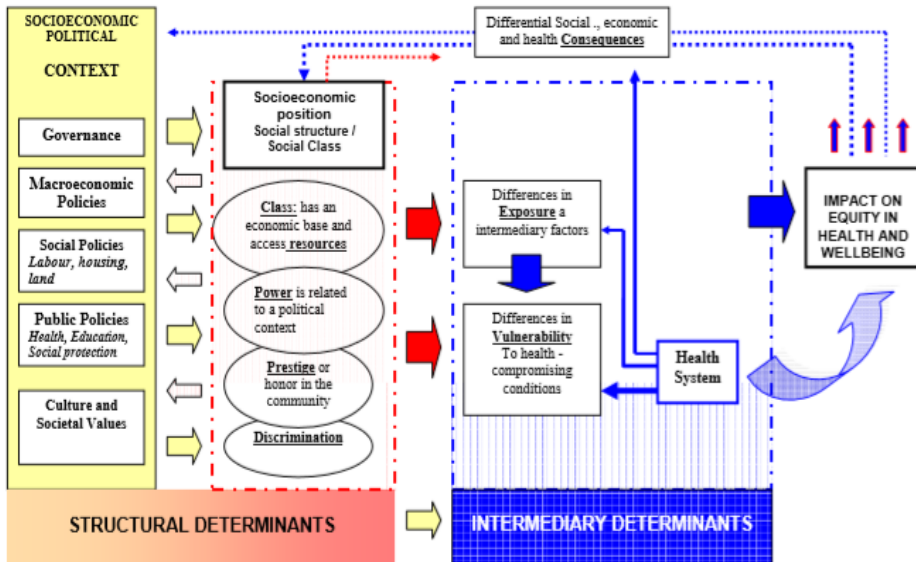 SOCIOECONOMIC
POLITICAL
CONTEXT
Governance
Macroeconomic
Policies
Social Policies
Labour, housing,
land
Public Policies
Health, Education,
Social protection
Culture and
Societal Values
Socioeconomic
position
Social structure /
Social Class
Class: has an
economic base and
access resources
Power is related
to a political
context
Prestige or
honor in the
community
Discrimination
Differential Social ., economic
and health Consequences
Differences in
Exposure a
intermediary factors
Differences in
Vulnerability
To health -
compromising
conditions
Health
System
IMPACT ON
EQUITY IN
HEALTH AND
WELLBEING
STRUCTURAL DETERMINANTS
INTERMEDIARY DETERMINANTS